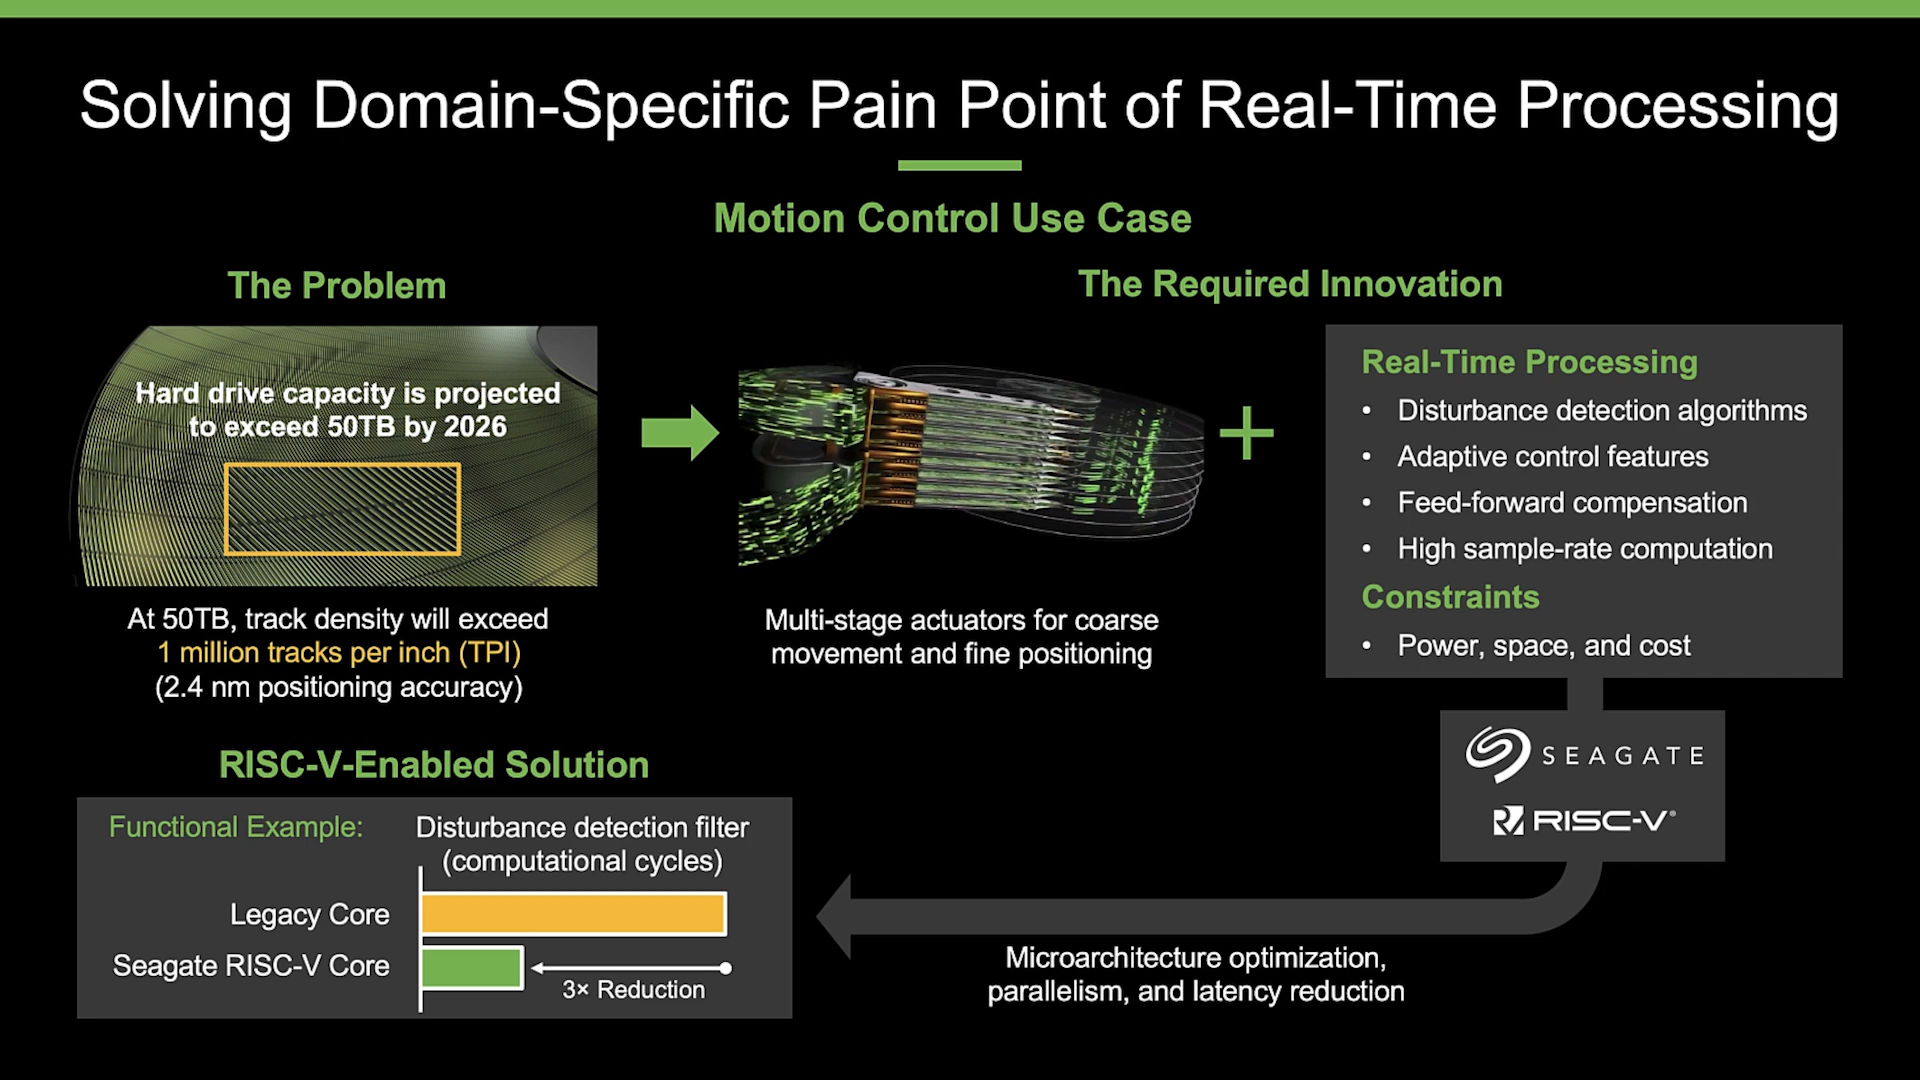 Solving Domain-Specific Pain Point of Real-Time Processing
Motion Control Use Case
The Problem
Hard drive capacity is projected
to exceed 50TB by 2026
At 50TB, track density will exceed
1 million tracks per inch (TPI)
(2.4 nm positioning accuracy)
The Required Innovation
Multi-stage actuators for coarse
movement and fine positioning
Real-Time Processing
• Disturbance detection algorithms
• Adaptive control features
• Feed-forward compensation
• High sample-rate computation
Constraints
• Power, space, and cost
SEAGATE
RISC-V®
Microarchitecture optimization,
parallelism, and latency reduction
RISC-V-Enabled Solution
Functional Example:
Disturbance detection filter
(computational cycles)
Legacy Core
Seagate RISC-V Core
3× Reduction